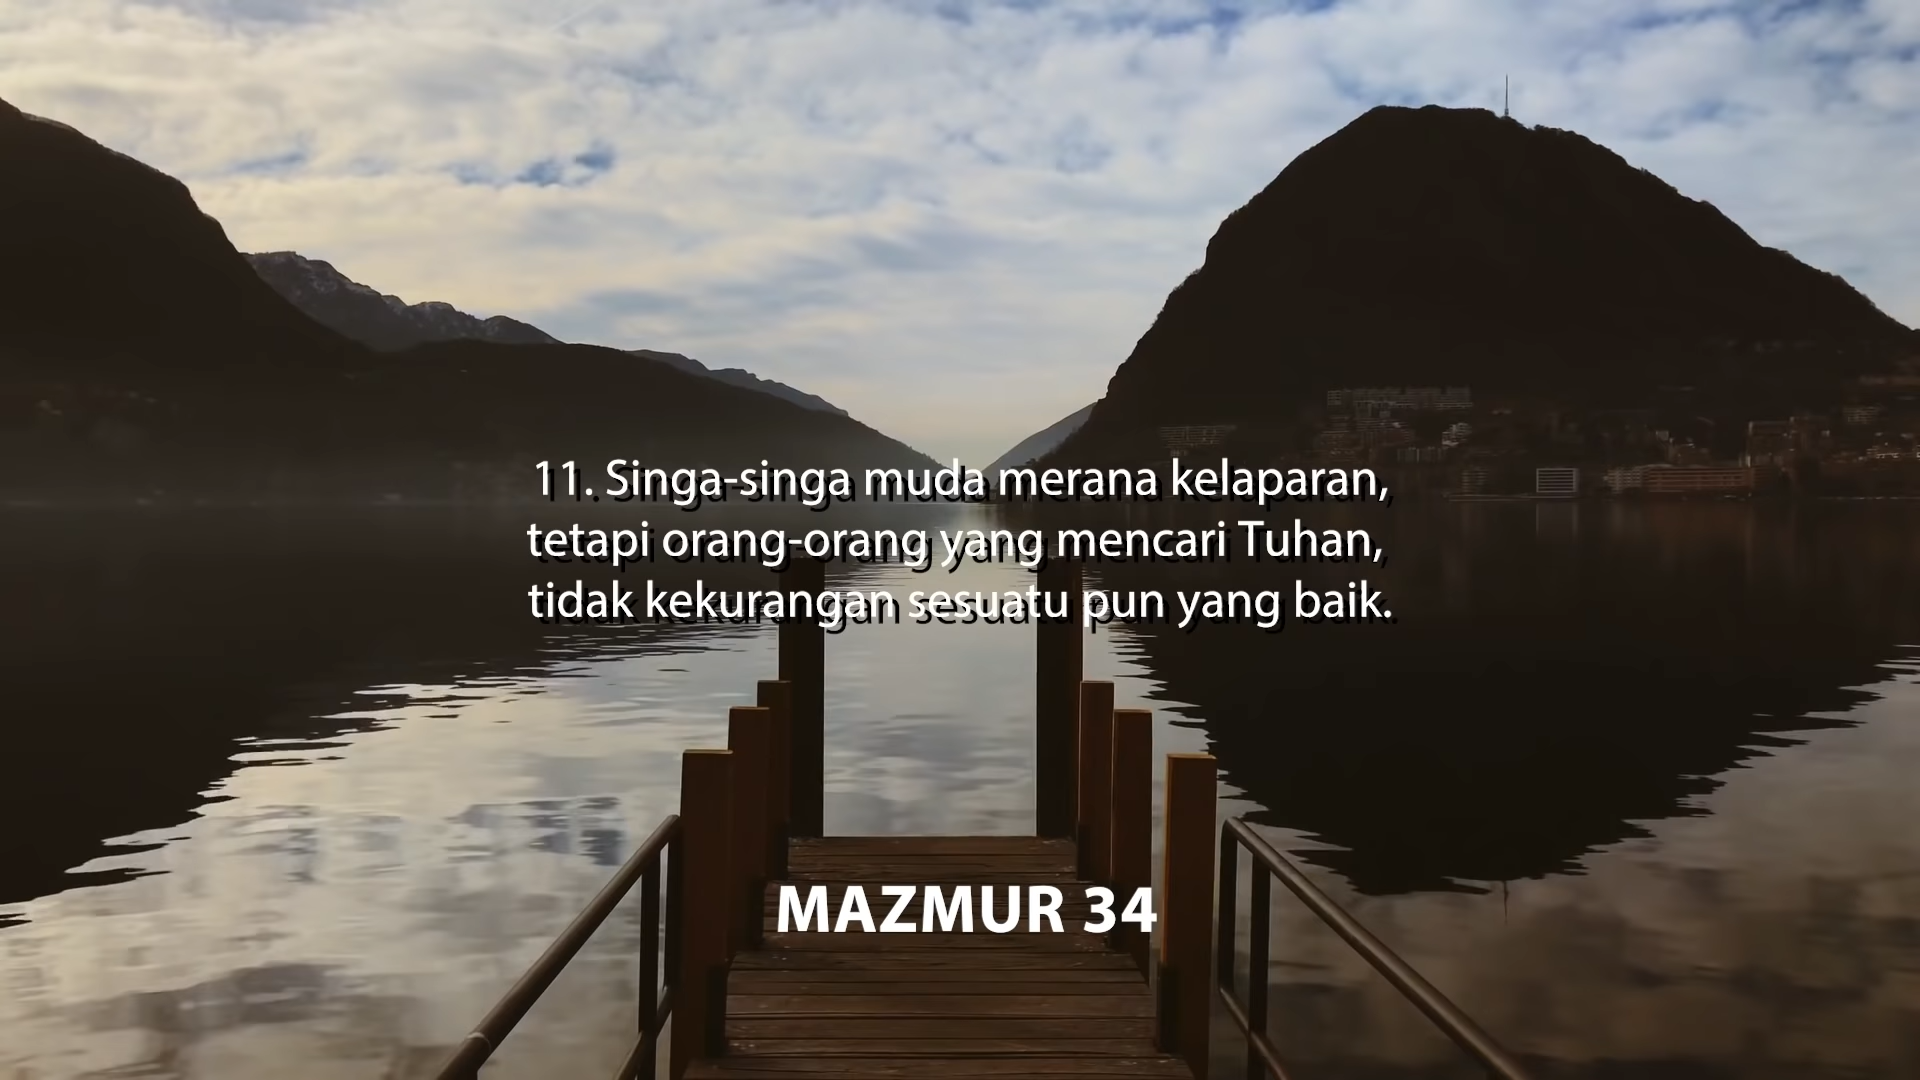 11. Singa-singa muda merana kelaparan,
tetapi orang-orang yang mencari Tuhan,
tidak kekurangan sesuatu pun yang baik.
MAZMUR 34